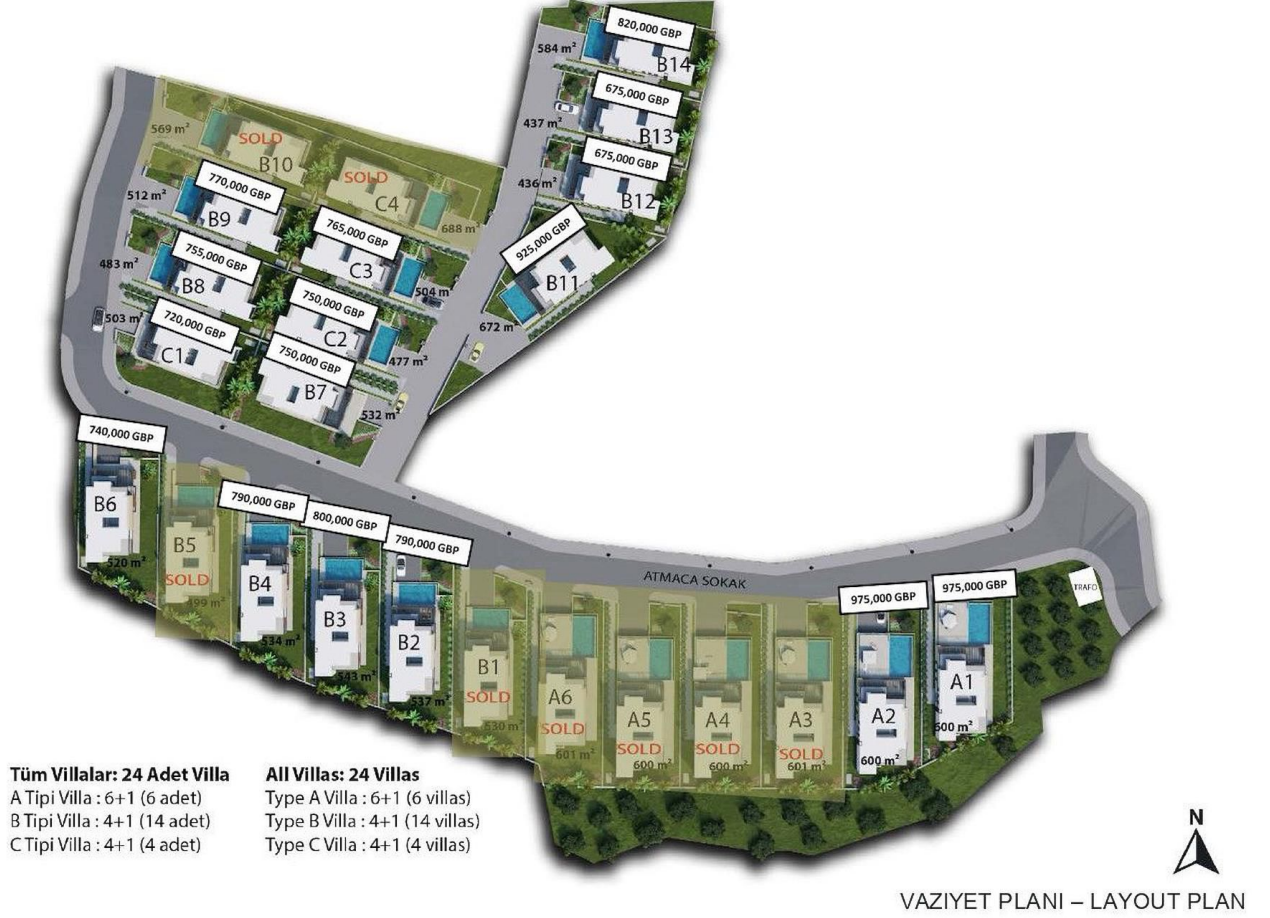 820,000 GBP
584 m²
B14
675,000 GBP
437 m²
B13
675,000 GBP
436 m²
B12
569 m²
SOLD
B10
SOLD
C4
688 m²
770,000 GBP
512 m²
B9
765,000 GBP
C3
504 m
925,000 GBP
B11
672 m²
755,000 GBP
483 m²
B8
750,000 GBP
C2
477 m²
503 m²
720,000 GBP
C1
750,000 GBP
B7
532 m²
740,000 GBP
B6
520 m²
B5
SOLD
499 m²
790,000 GBP
B4
534 m²
800,000 GBP
B3
543 m²
790,000 GBP
B2
537 m²
B1
SOLD
530 m²
A6
SOLD
601 m²
A5
SOLD
600 m²
A4
SOLD
600 m²
A3
SOLD
601 m²
ATMACA SOKAK
975,000 GBP
A2
600 m²
975,000 GBP
A1
600 m²
TRAFO
Tüm Villalar: 24 Adet Villa
A Tipi Villa : 6+1 (6 adet)
B Tipi Villa : 4+1 (14 adet)
C Tipi Villa : 4+1 (4 adet)
All Villas: 24 Villas
Type A Villa : 6+1 (6 villas)
Type B Villa : 4+1 (14 villas)
Type C Villa : 4+1 (4 villas)
N
VAZIYET PLANI – LAYOUT PLAN